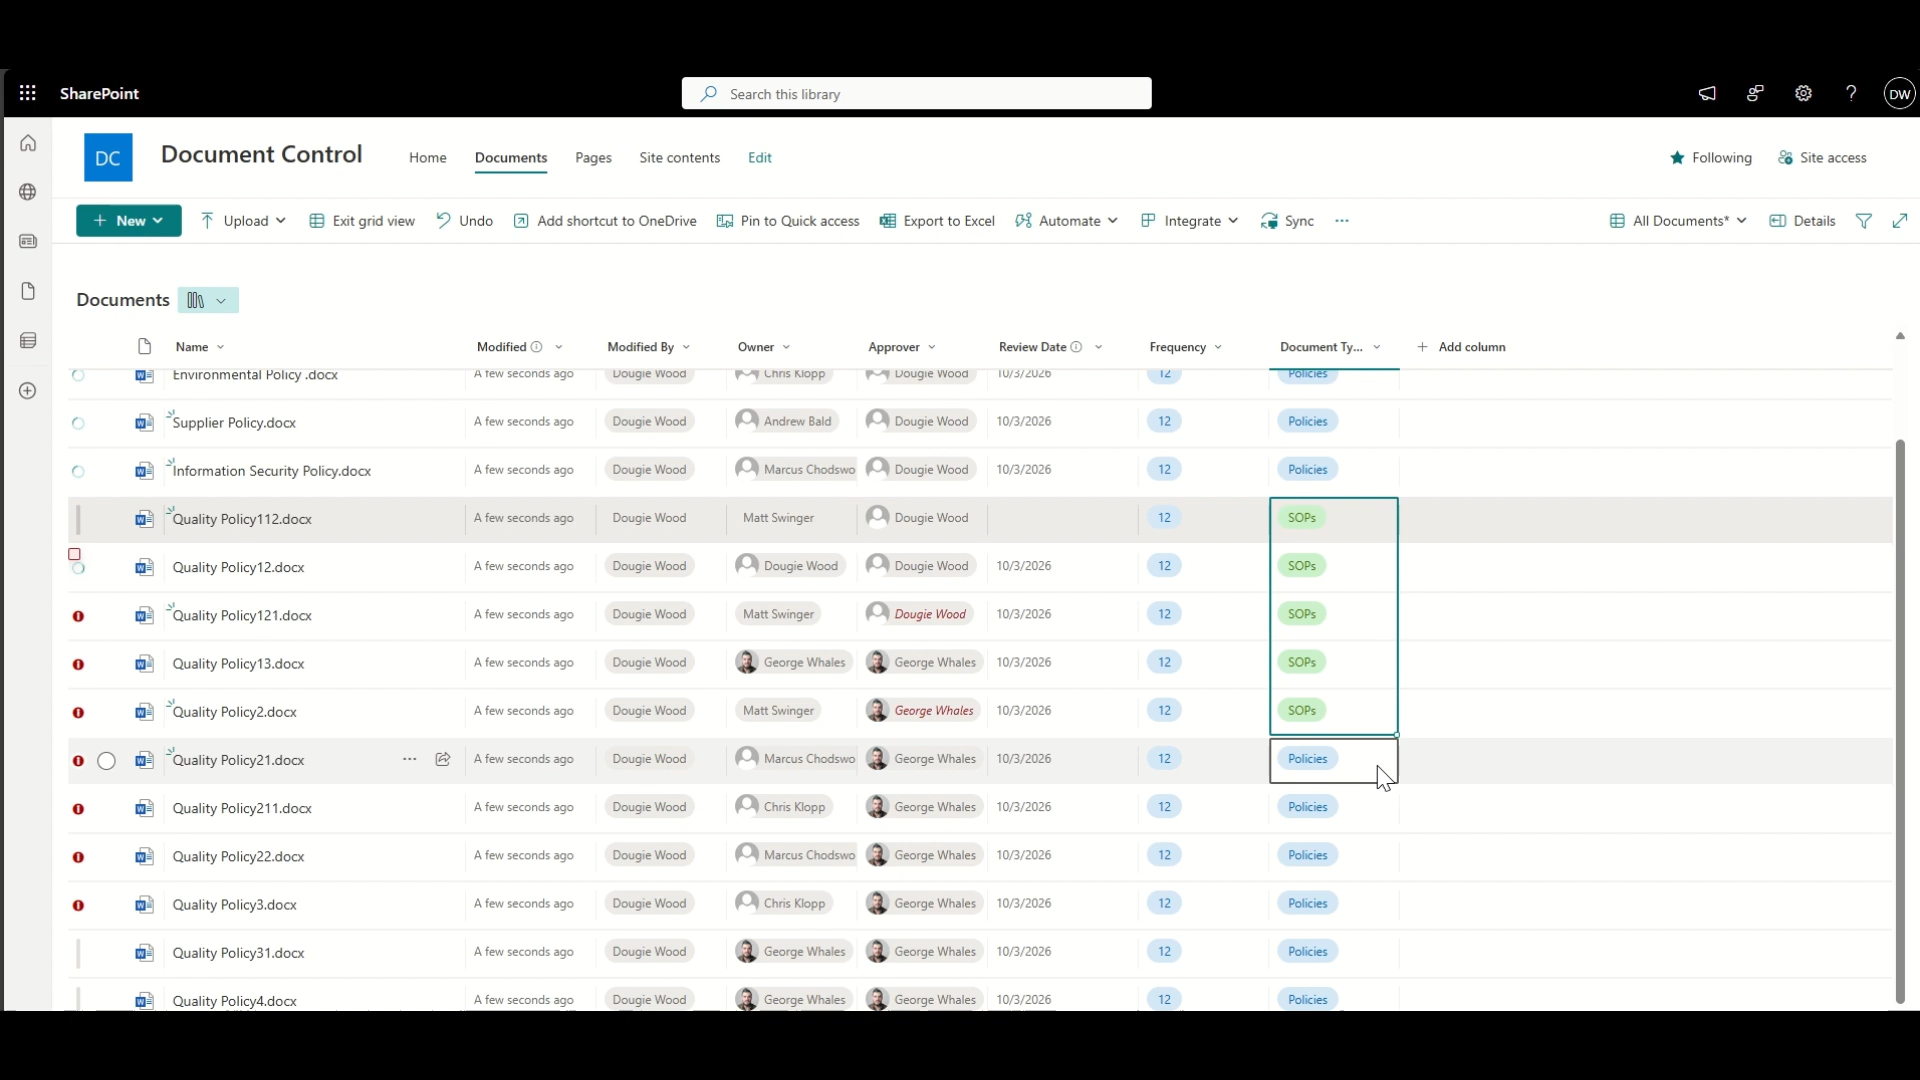 SharePoint
Search this library
DW
DC
Document Control
Home
Documents
Pages
Site contents
Edit
Following
Site access
New
Upload
Exit grid view
Undo
Add shortcut to OneDrive
Pin to Quick access
Export to Excel
Automate
Integrate
Sync
All Documents*
Details
Documents
Name Modified Modified By Owner Approver Review Date Frequency Document Ty... Add column
Environmental Policy .docx A few seconds ago Dougie Wood Chris Klopp Dougie Wood 10/3/2026 12 Policies
Supplier Policy.docx A few seconds ago Dougie Wood Andrew Bald Dougie Wood 10/3/2026 12 Policies
Information Security Policy.docx A few seconds ago Dougie Wood Marcus Chodswo Dougie Wood 10/3/2026 12 Policies
Quality Policy112.docx A few seconds ago Dougie Wood Matt Swinger Dougie Wood 12 SOPs
Quality Policy12.docx A few seconds ago Dougie Wood Dougie Wood Dougie Wood 10/3/2026 12 SOPs
Quality Policy121.docx A few seconds ago Dougie Wood Matt Swinger Dougie Wood 10/3/2026 12 SOPs
Quality Policy13.docx A few seconds ago Dougie Wood George Whales George Whales 10/3/2026 12 SOPs
Quality Policy2.docx A few seconds ago Dougie Wood Matt Swinger George Whales 10/3/2026 12 SOPs
Quality Policy21.docx A few seconds ago Dougie Wood Marcus Chodswo George Whales 10/3/2026 12 Policies
Quality Policy211.docx A few seconds ago Dougie Wood Chris Klopp George Whales 10/3/2026 12 Policies
Quality Policy22.docx A few seconds ago Dougie Wood Marcus Chodswo George Whales 10/3/2026 12 Policies
Quality Policy3.docx A few seconds ago Dougie Wood Chris Klopp George Whales 10/3/2026 12 Policies
Quality Policy31.docx A few seconds ago Dougie Wood George Whales George Whales 10/3/2026 12 Policies
Quality Policy4.docx A few seconds ago Dougie Wood George Whales George Whales 10/3/2026 12 Policies